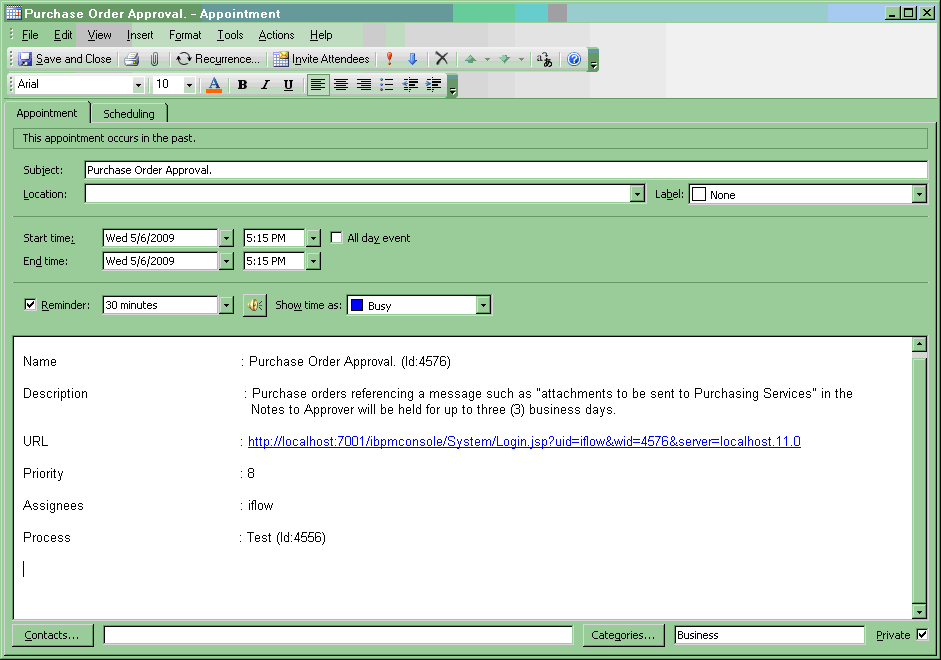 Purchase Order Approval. - Appointment
File Edit View Insert Format Tools Actions Help
Save and Close Recurrence... Invite Attendees
Arial 10 A B I U
Appointment Scheduling
This appointment occurs in the past.
Subject: Purchase Order Approval.
Location: Label: None
Start time: Wed 5/6/2009 5:15 PM All day event
End time: Wed 5/6/2009 5:15 PM
Reminder: 30 minutes Show time as: Busy
Name : Purchase Order Approval. (Id:4576)
Description : Purchase orders referencing a message such as "attachments to be sent to Purchasing Services" in the
Notes to Approver will be held for up to three (3) business days.
URL : http://localhost:7001/ibpmconsole/System/Login.jsp?uid=iflow&wid=4576&server=localhost.11.0
Priority : 8
Assignees : iflow
Process : Test (Id:4556)
Contacts... Categories... Business Private